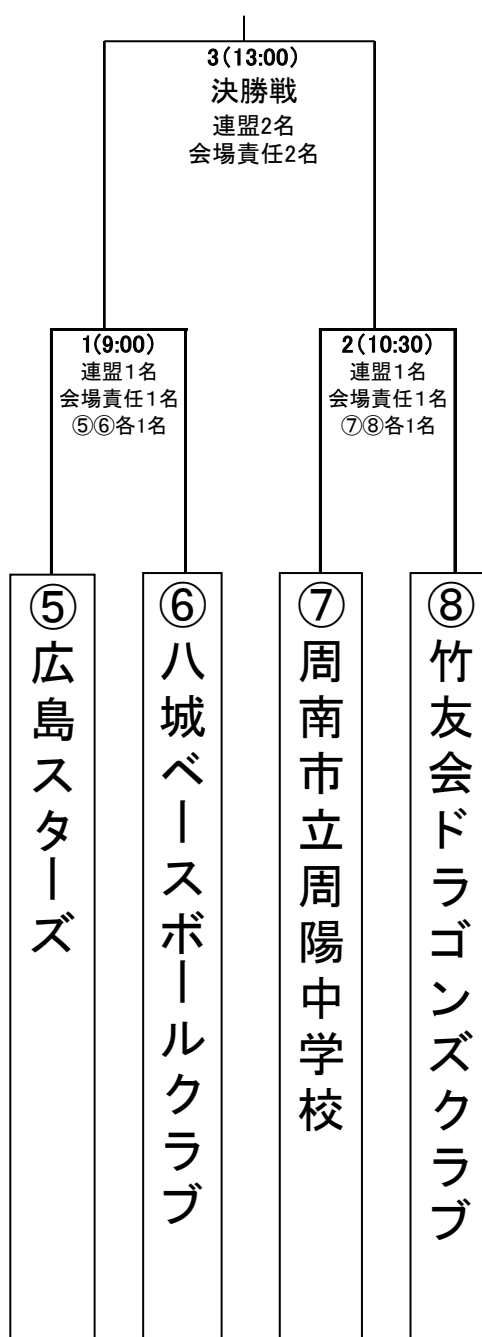 3(13:00)
決勝戦
連盟2名
会場責任2名
1(9:00)
連盟1名
会場責任1名
⑤⑥各1名
2(10:30)
連盟1名
会場責任1名
⑦⑧各1名
⑤広島スターズ
⑥八城ベースボールクラブ
⑦周南市立周陽中学校
⑧竹友会ドラゴンズクラブ